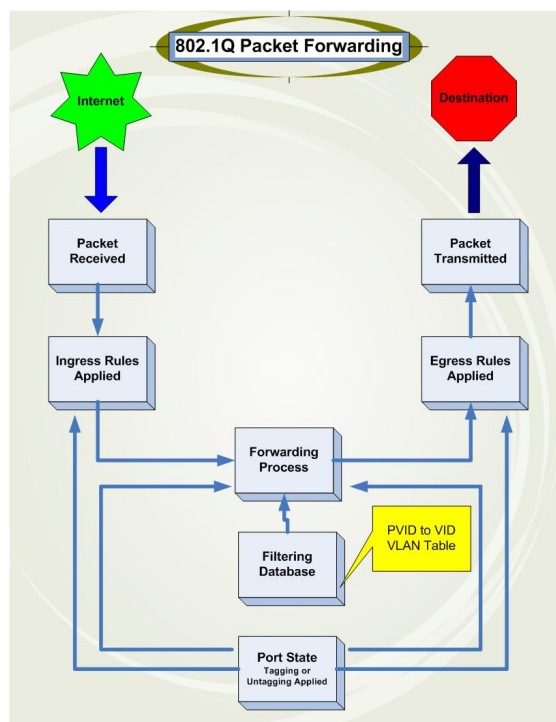 802.1Q Packet Forwarding
Internet
Destination
Packet
Received
Packet
Transmitted
Ingress Rules
Applied
Egress Rules
Applied
Forwarding
Process
PVID to VID
VLAN Table
Filtering
Database
Port State
Tagging or
Untagging Applied